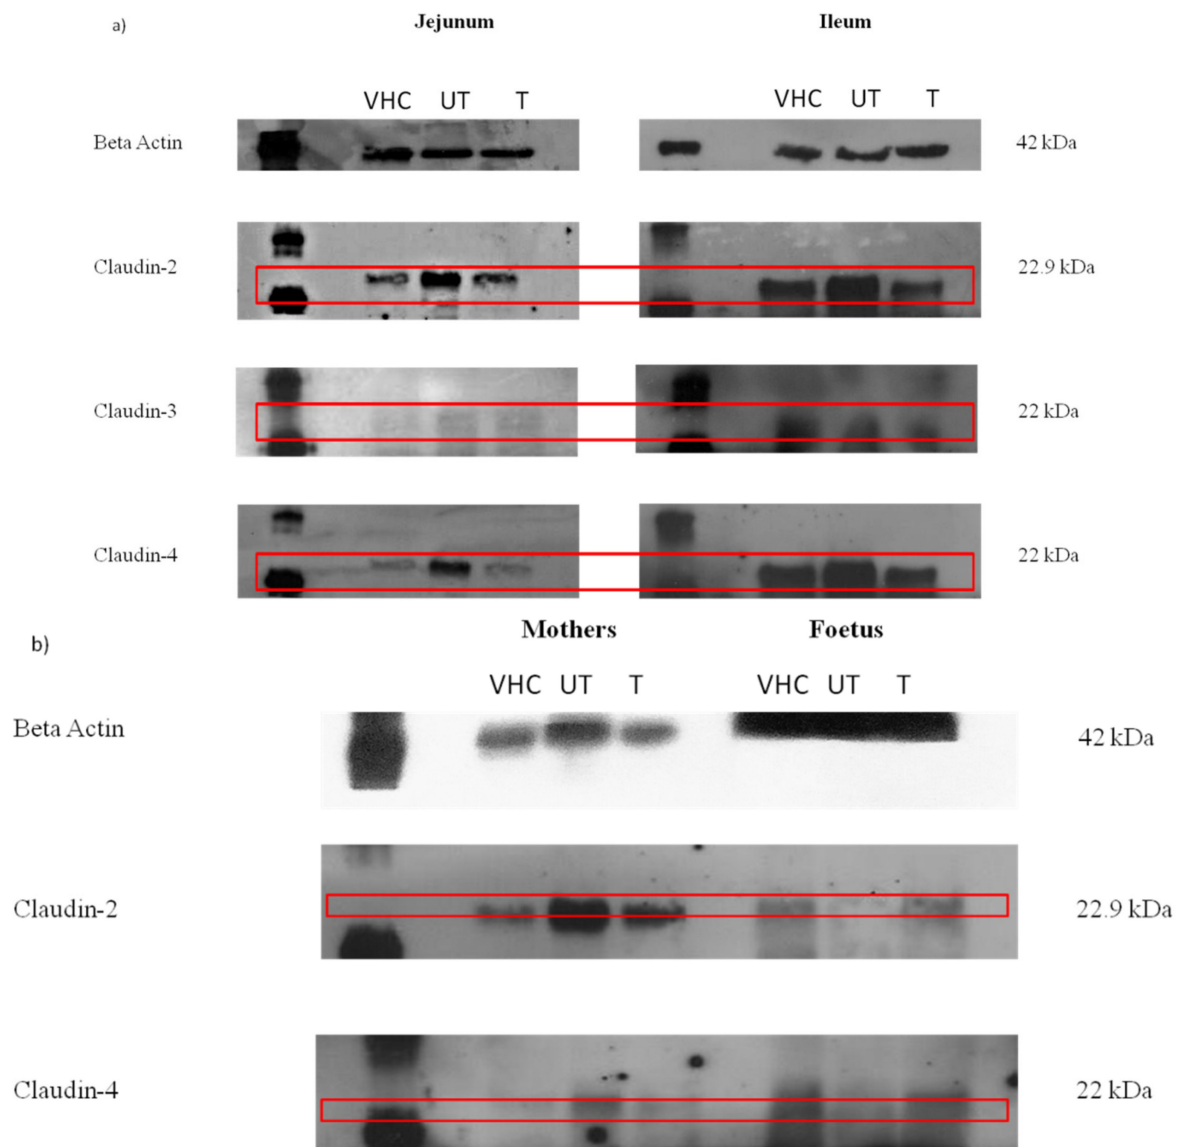 a)
Jejunum Ileum
VHC UT T VHC UT T
Beta Actin 42 kDa
Claudin-2 22.9 kDa
Claudin-3 22 kDa
Claudin-4 22 kDa
b)
Mothers Foetus
VHC UT T VHC UT T
Beta Actin 42 kDa
Claudin-2 22.9 kDa
Claudin-4 22 kDa